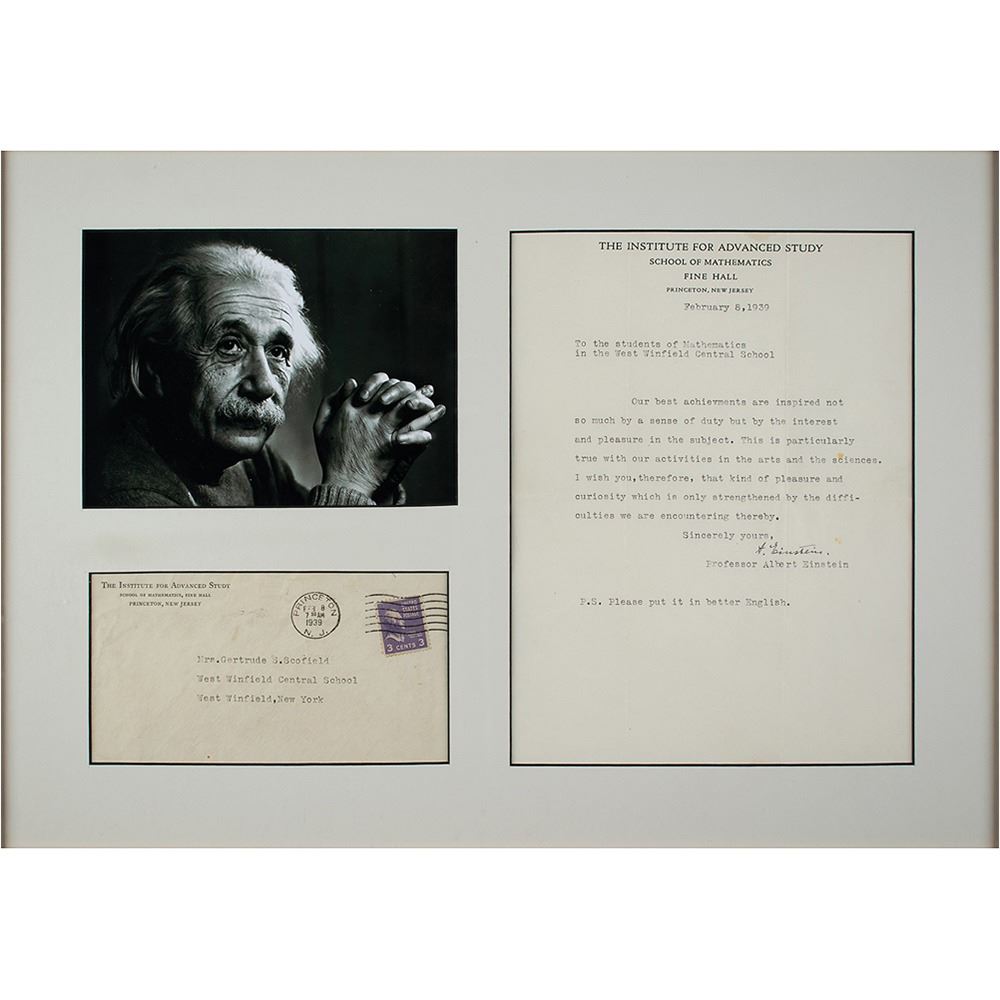 THE INSTITUTE FOR ADVANCED STUDY
SCHOOL OF MATHEMATICS
FINE HALL
PRINCETON, NEW JERSEY
February 8,1939
To the students of Mathematics
in the West Winfield Central School
Our best achievments are inspired not
so much by a sense of duty but by the interest
and pleasure in the subject. This is particularly
true with our activities in the arts and the sciences.
I wish you,therefore, that kind of pleasure and
curiosity which is only strengthened by the diffi-
culties we are encountering thereby.
Sincerely yours,
A. Einstein.
Professor Albert Einstein
P.S. Please put it in better English.
THE INSTITUTE FOR ADVANCED STUDY
SCHOOL OF MATHEMATICS, FINE HALL
PRINCETON, NEW JERSEY
PRINCETON
FEB 8
AM
1939
N. J.
UNITED
STATES
POSTAGE
3 CENTS 3
Mrs.Gertrude S.Scofield
West Winfield Central School
West Winfield,New York